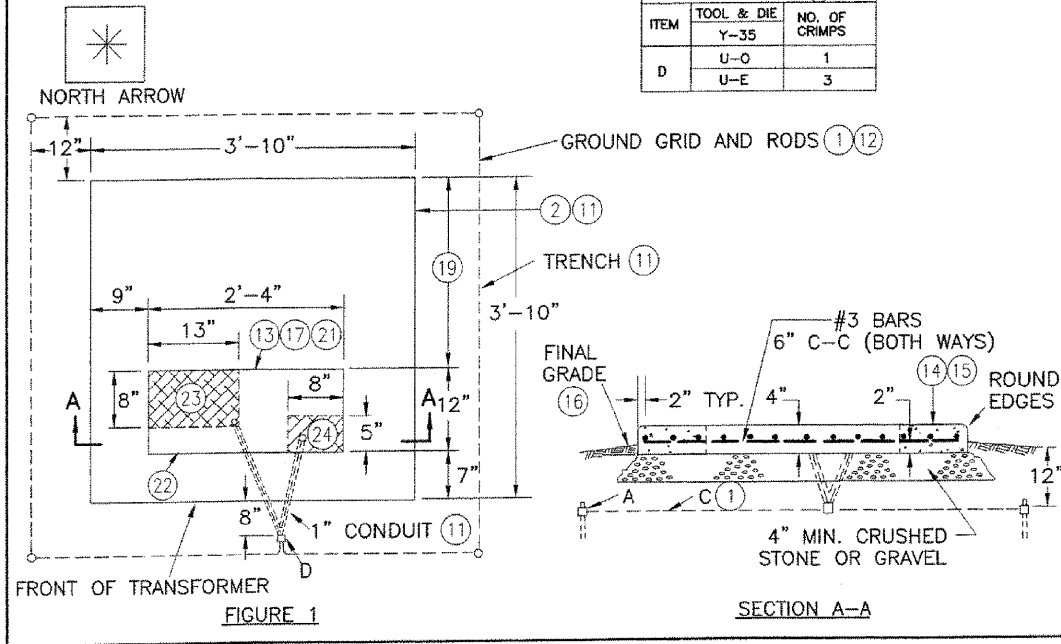 ITEM
TOOL & DIE
NO. OF CRIMPS
Y-35
D
U-O
1
U-E
3
NORTH ARROW
12"
3'-10"
GROUND GRID AND RODS 1 12
2 11
19
TRENCH 11
9"
2'-4"
3'-10"
13"
13 17 21
#3 BARS
6" C-C (BOTH WAYS)
FINAL
GRADE
16
14 15
ROUND
EDGES
2" TYP.
4"
2"
A
8"
23
8"
A
12"
24
5"
22
7"
12"
8"
1" CONDUIT 11
A
C 1
D
4" MIN. CRUSHED
STONE OR GRAVEL
FRONT OF TRANSFORMER
FIGURE 1
SECTION A-A